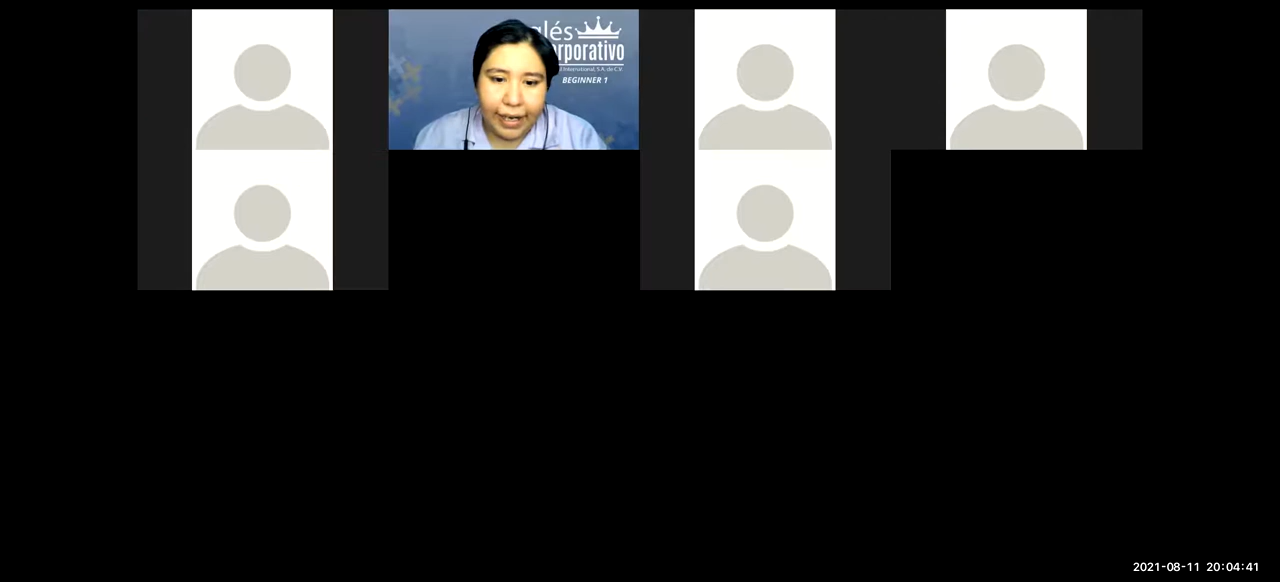 glés
rporativo
International, S.A. de C.V.
BEGINNER 1
2021-08-11 20:04:41